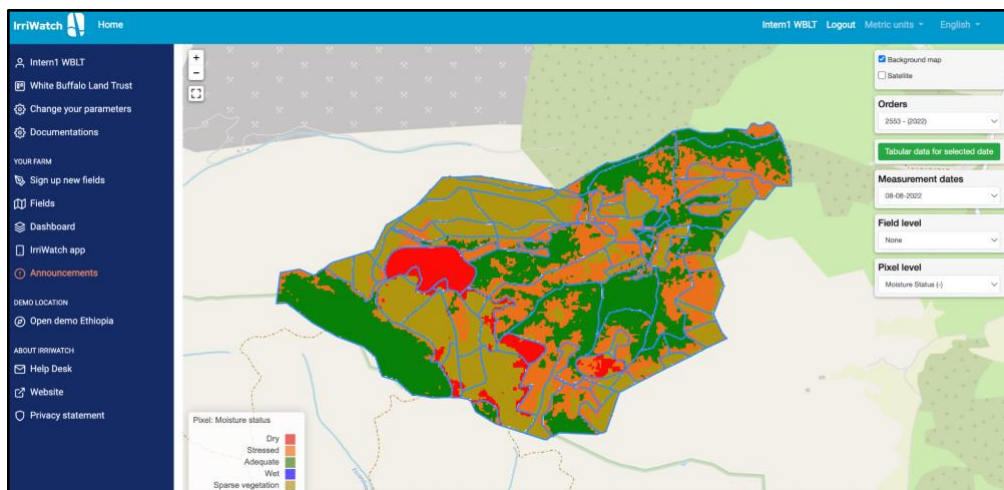 IrriWatch Home Intern1 WBLT Logout Metric units English
Intern1 WBLT
White Buffalo Land Trust
Change your parameters
Documentations
YOUR FARM
Sign up new fields
Fields
Dashboard
IrriWatch app
Announcements
DEMO LOCATION
Open demo Ethiopia
ABOUT IRRIWATCH
Help Desk
Website
Privacy statement
+
−
Background map
Satellite
Orders
2553 - (2022)
Tabular data for selected date
Measurement dates
08-08-2022
Field level
None
Pixel level
Moisture Status (-)
Pixel: Moisture status
Dry
Stressed
Adequate
Wet
Sparse vegetation